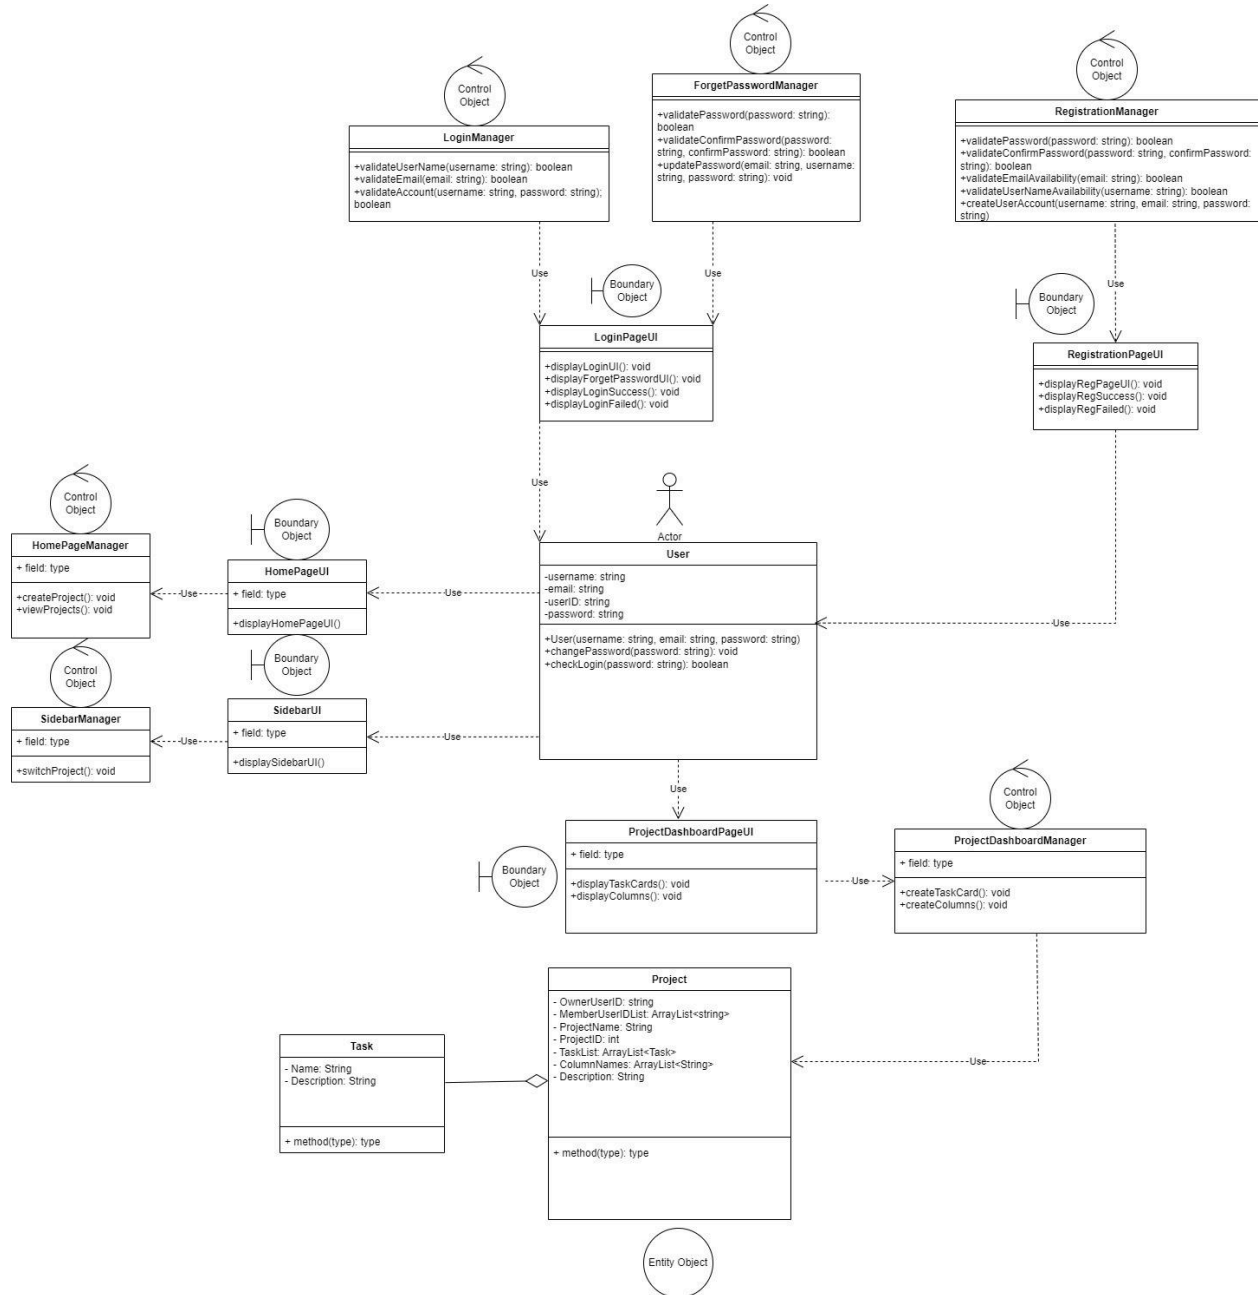 Control
Object
ForgetPasswordManager
+validatePassword(password: string):
boolean
+validateConfirmPassword(password:
string, confirmPassword: string): boolean
+updatePassword(email: string, username:
string, password: string): void
Control
Object
RegistrationManager
+validatePassword(password: string): boolean
+validateConfirmPassword(password: string, confirmPassword:
string): boolean
+validateEmailAvailability(email: string): boolean
+validateUserNameAvailability(username: string): boolean
+createUserAccount(username: string, email: string, password:
string)
Control
Object
LoginManager
+validateUserName(username: string): boolean
+validateEmail(email: string): boolean
+validateAccount(username: string, password: string);
boolean
Use
Use
Use
Boundary
Object
LoginPageUI
+displayLoginUI(): void
+displayForgetPasswordUI(): void
+displayLoginSuccess(): void
+displayLoginFailed(): void
Boundary
Object
RegistrationPageUI
+displayRegPageUI(): void
+displayRegSuccess(): void
+displayRegFailed(): void
Use
Control
Object
HomePageManager
+ field: type
+createProject(): void
+viewProjects(): void
Use
Boundary
Object
HomePageUI
+ field: type
+displayHomePageUI()
Use
Actor
User
-username: string
-email: string
-userID: string
-password: string
+User(username: string, email: string, password: string)
+changePassword(password: string): void
+checkLogin(password: string): boolean
Use
Control
Object
SidebarManager
+ field: type
+switchProject(): void
Use
Boundary
Object
SidebarUI
+ field: type
+displaySidebarUI()
Use
Use
Boundary
Object
ProjectDashboardPageUI
+ field: type
+displayTaskCards(): void
+displayColumns(): void
Use
Control
Object
ProjectDashboardManager
+ field: type
+createTaskCard(): void
+createColumns(): void
Use
Project
- OwnerUserID: string
- MemberUserIDList: ArrayList<string>
- ProjectName: String
- ProjectID: int
- TaskList: ArrayList<Task>
- ColumnNames: ArrayList<String>
- Description: String
+ method(type): type
Task
- Name: String
- Description: String
+ method(type): type
Entity Object